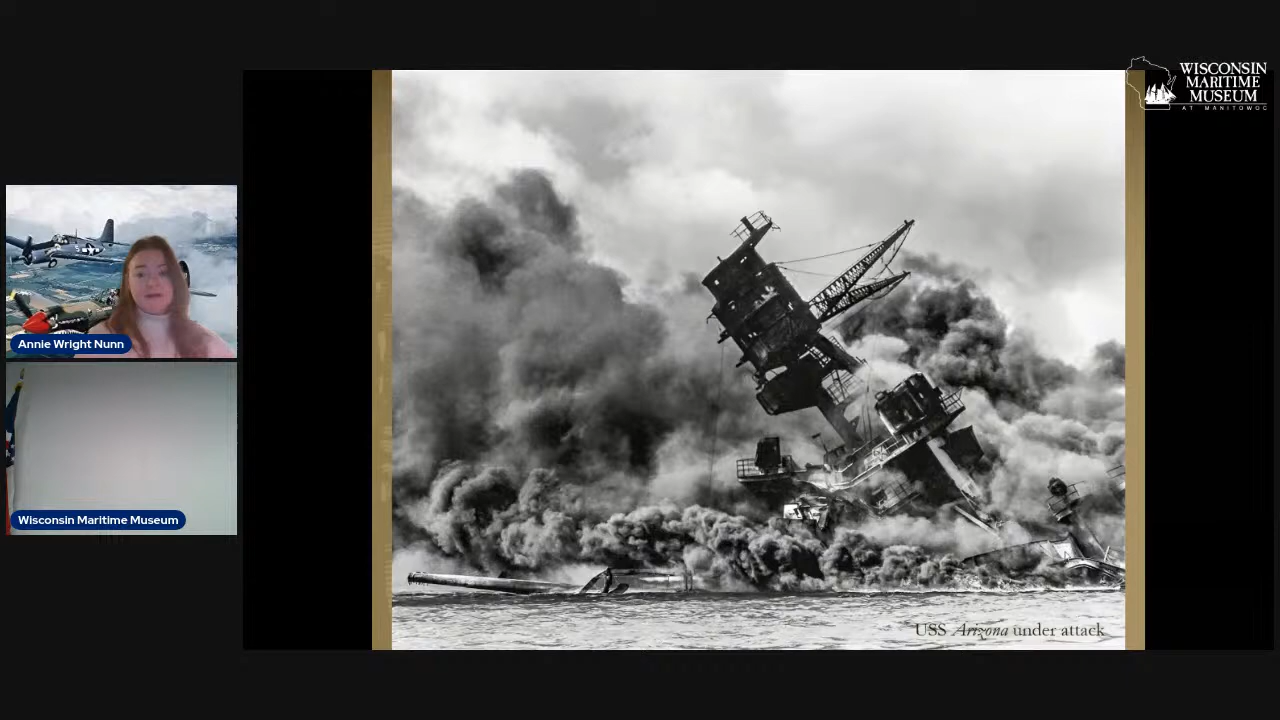 WISCONSIN
MARITIME
MUSEUM
AT MANITOWOC
Annie Wright Nunn
Wisconsin Maritime Museum
USS Arizona under attack